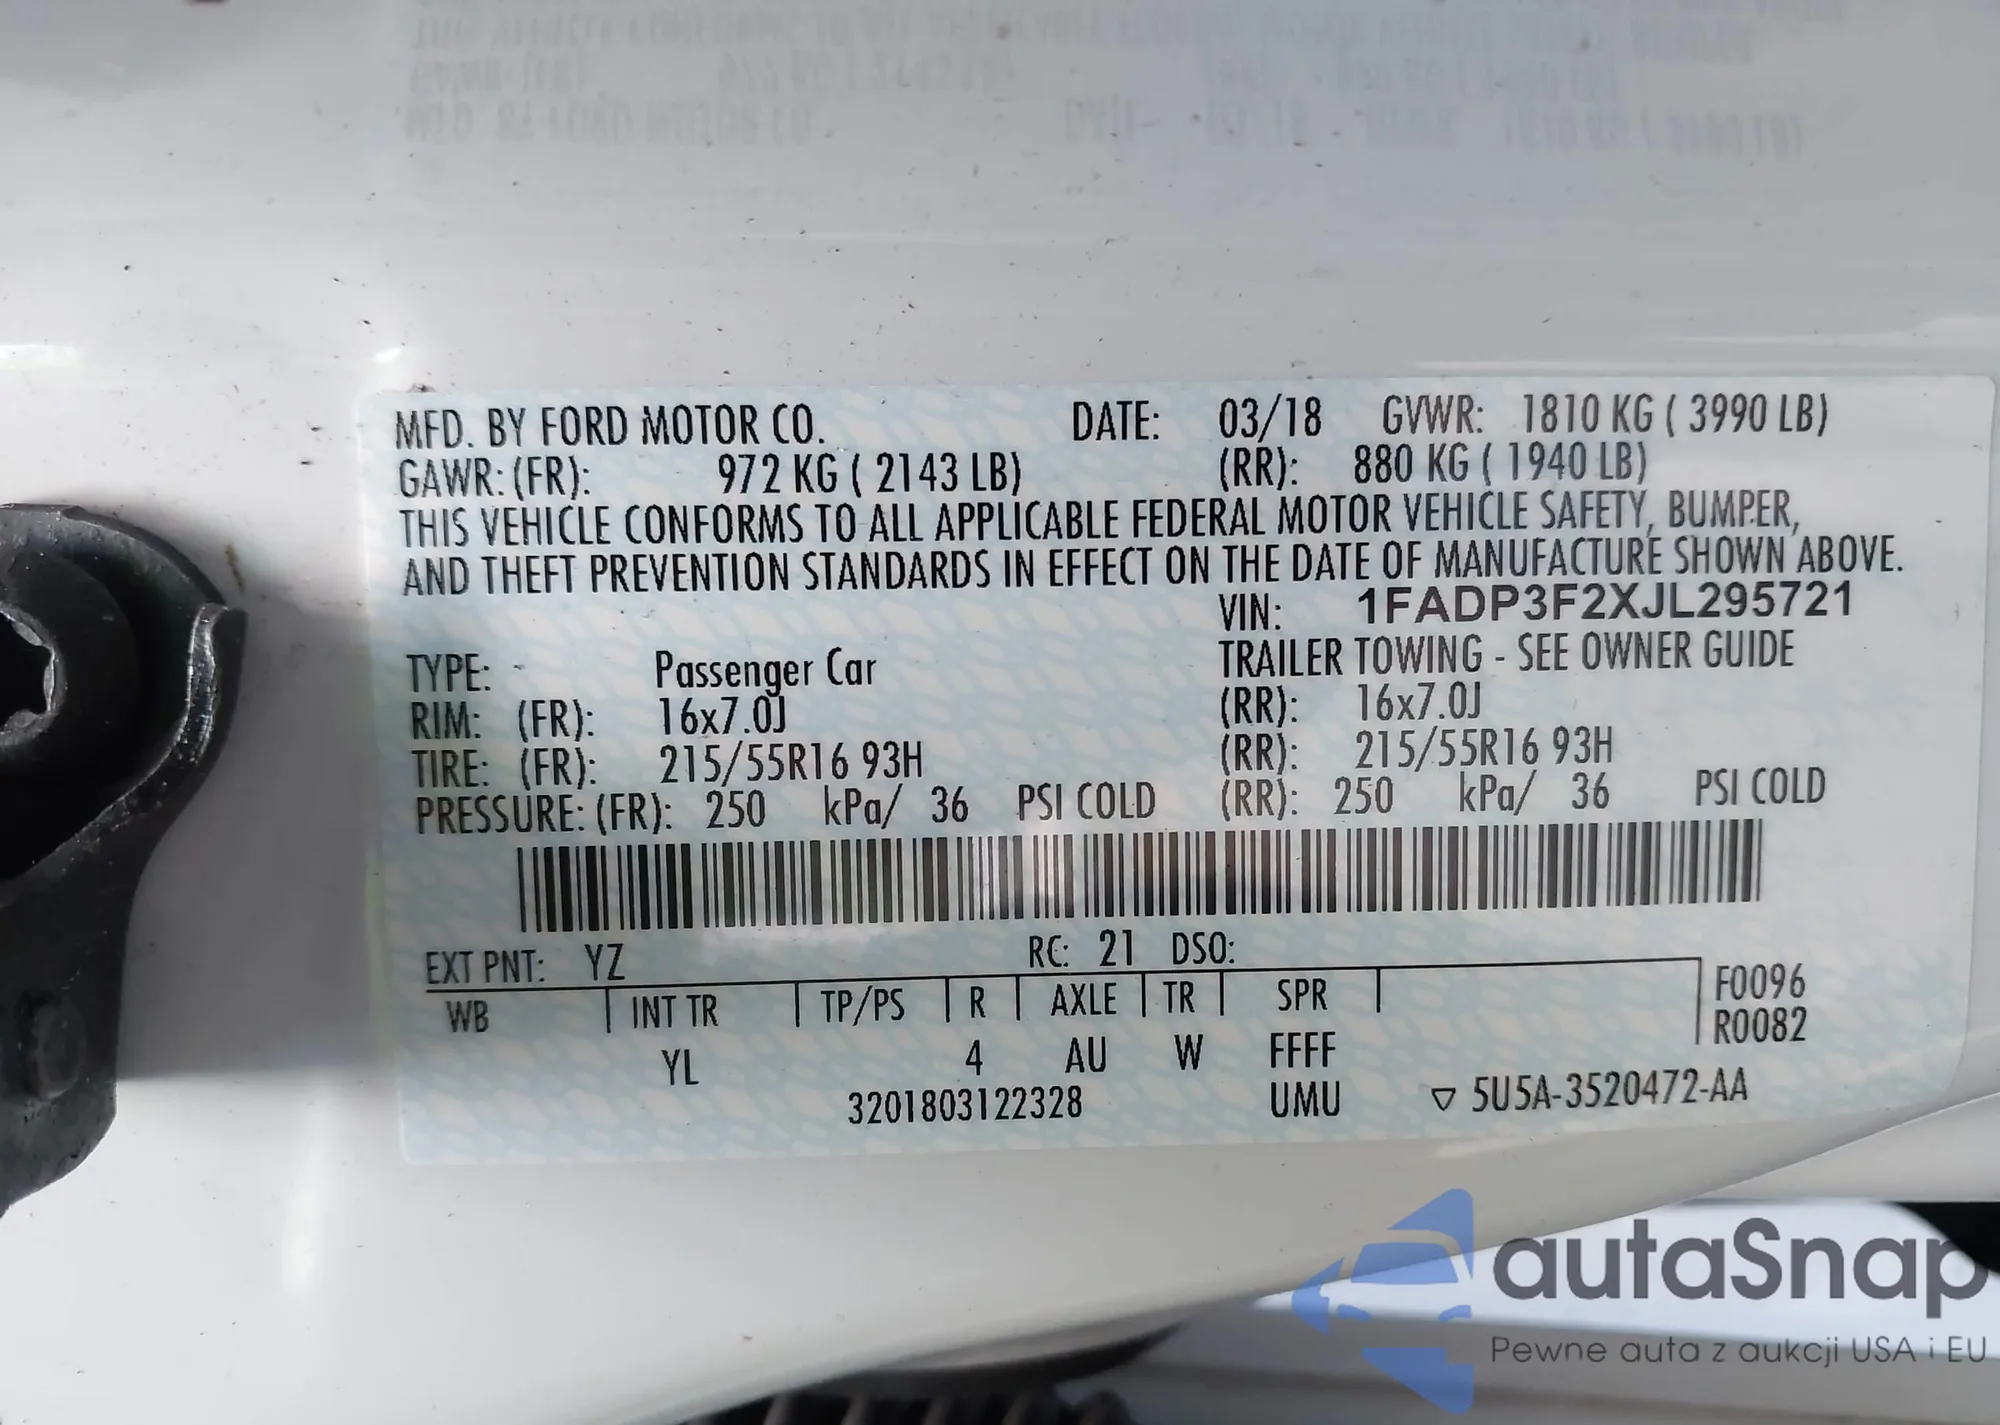 MFD. BY FORD MOTOR CO. DATE: 03/18 GVWR: 1810 KG ( 3990 LB)
GAWR: (FR): 972 KG ( 2143 LB) (RR): 880 KG ( 1940 LB)
THIS VEHICLE CONFORMS TO ALL APPLICABLE FEDERAL MOTOR VEHICLE SAFETY, BUMPER,
AND THEFT PREVENTION STANDARDS IN EFFECT ON THE DATE OF MANUFACTURE SHOWN ABOVE.
VIN: 1FADP3F2XJL295721
TYPE: - Passenger Car TRAILER TOWING - SEE OWNER GUIDE
RIM: (FR): 16x7.0J (RR): 16x7.0J
TIRE: (FR): 215/55R16 93H (RR): 215/55R16 93H
PRESSURE: (FR): 250 kPa/ 36 PSI COLD (RR): 250 kPa/ 36 PSI COLD
EXT PNT: YZ RC: 21 DSO:
WB INT TR TP/PS R AXLE TR SPR F0096
R0082
YL 4 AU W FFFF
3201803122328 UMU ▽ 5U5A-3520472-AA
autaSnap
Pewne auta z aukcji USA i EU